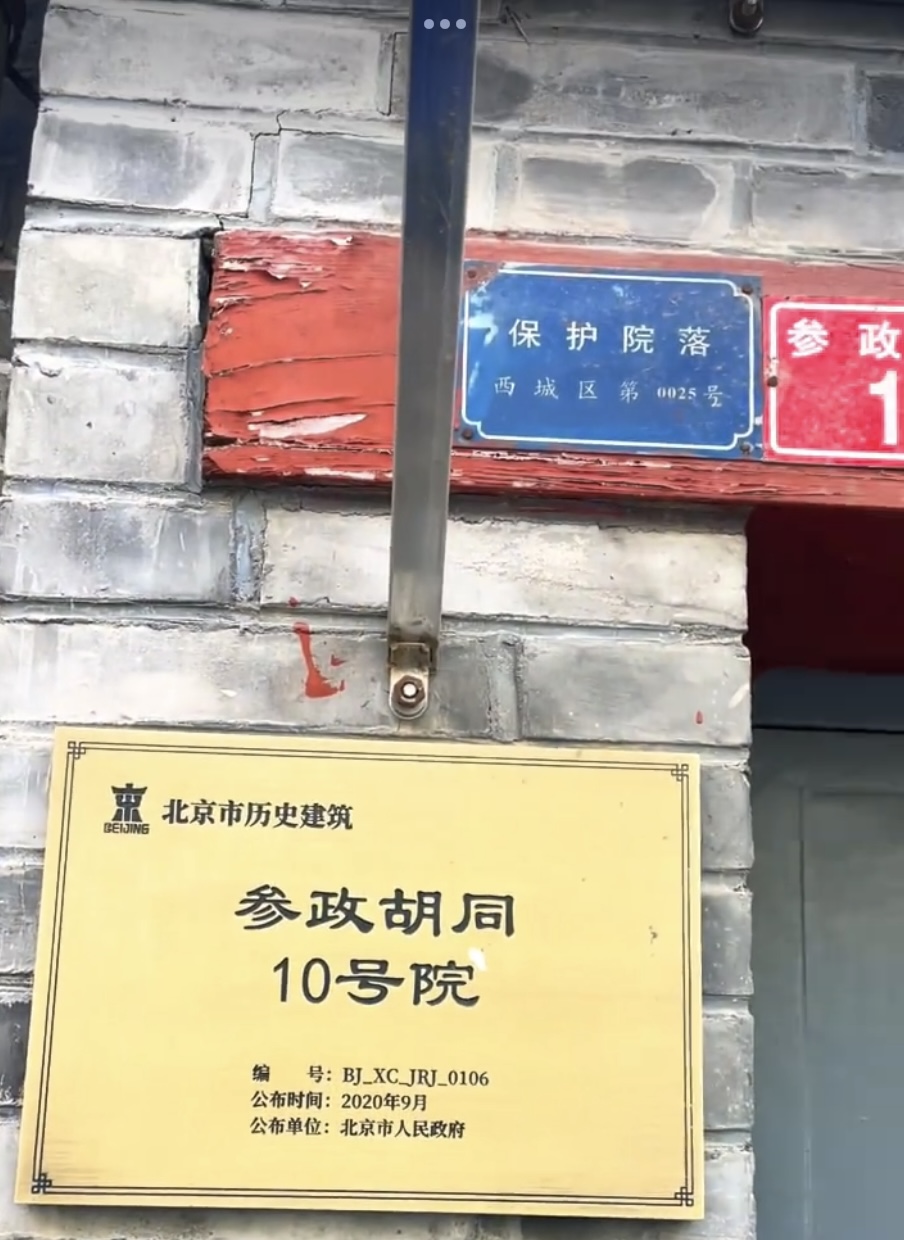 保护院落
西城区第0025号
参政
1
京
BEIJING
北京市历史建筑
参政胡同
10号院
编 号：BJ_XC_JRJ_0106
公布时间：2020年9月
公布单位：北京市人民政府